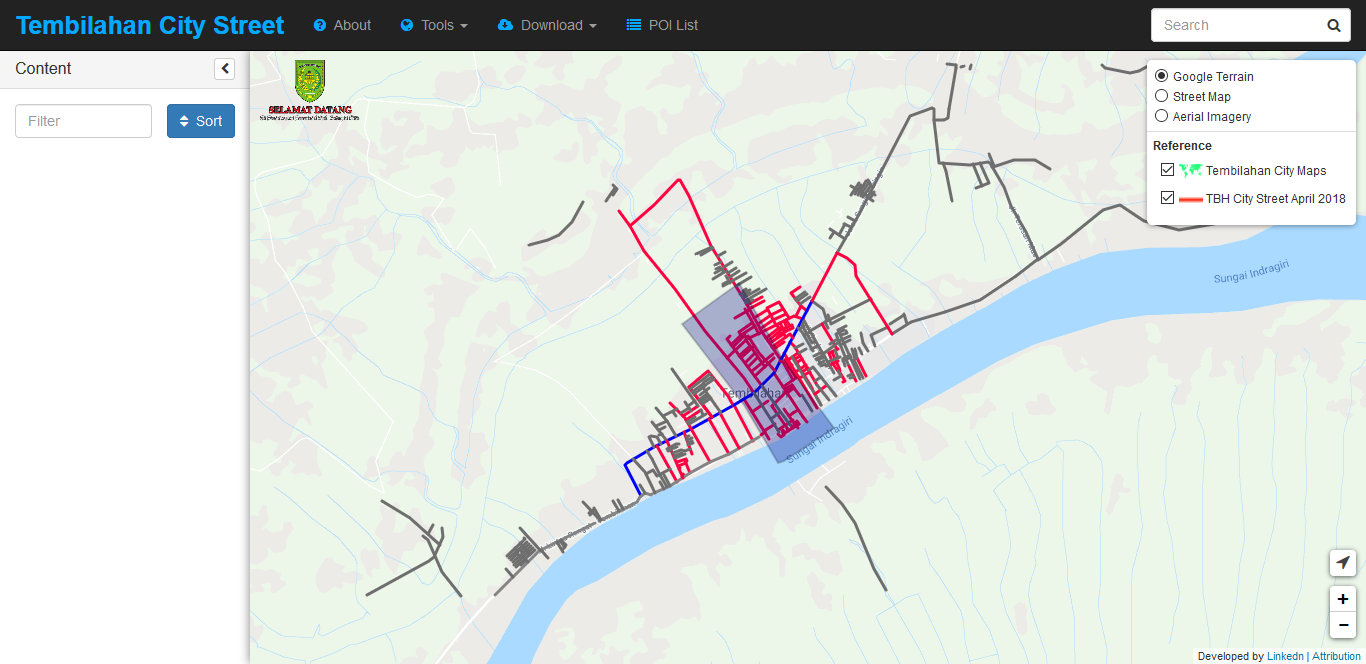 Tembilahan City Street
About
Tools
Download
POI List
Search
Content
Filter
Sort
SELAMAT DATANG
Google Terrain
Street Map
Aerial Imagery
Reference
Tembilahan City Maps
TBH City Street April 2018
Sungai Indragiri
Tembilahan
Sungai Indragiri
+
−
Developed by Linkedn | Attribution